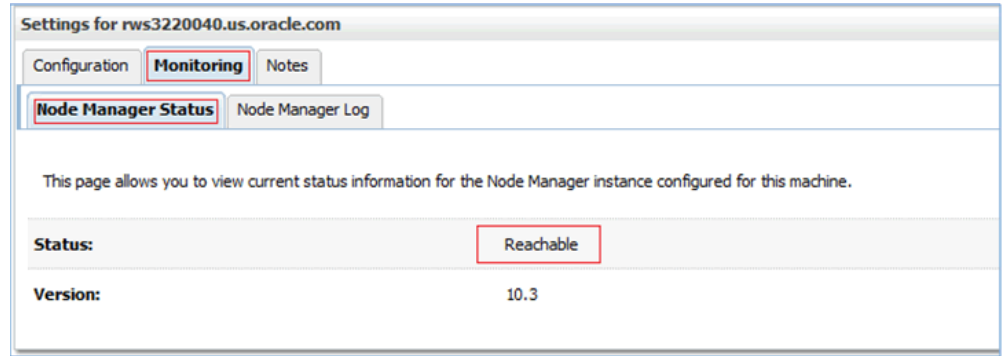 Settings for rws3220040.us.oracle.com
Configuration Monitoring Notes
Node Manager Status Node Manager Log
This page allows you to view current status information for the Node Manager instance configured for this machine.
Status: Reachable
Version: 10.3